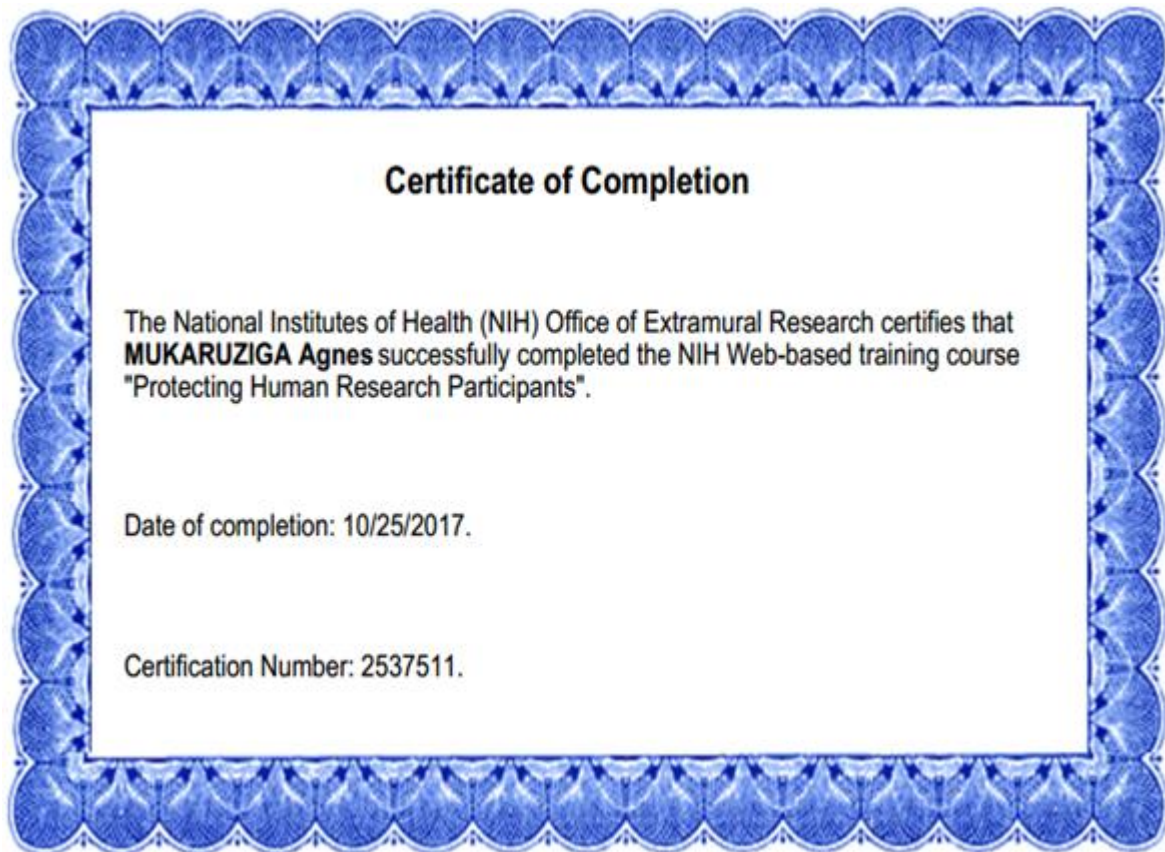 Certificate of Completion
The National Institutes of Health (NIH) Office of Extramural Research certifies that
MUKARUZIGA Agnes successfully completed the NIH Web-based training course
"Protecting Human Research Participants".
Date of completion: 10/25/2017.
Certification Number: 2537511.